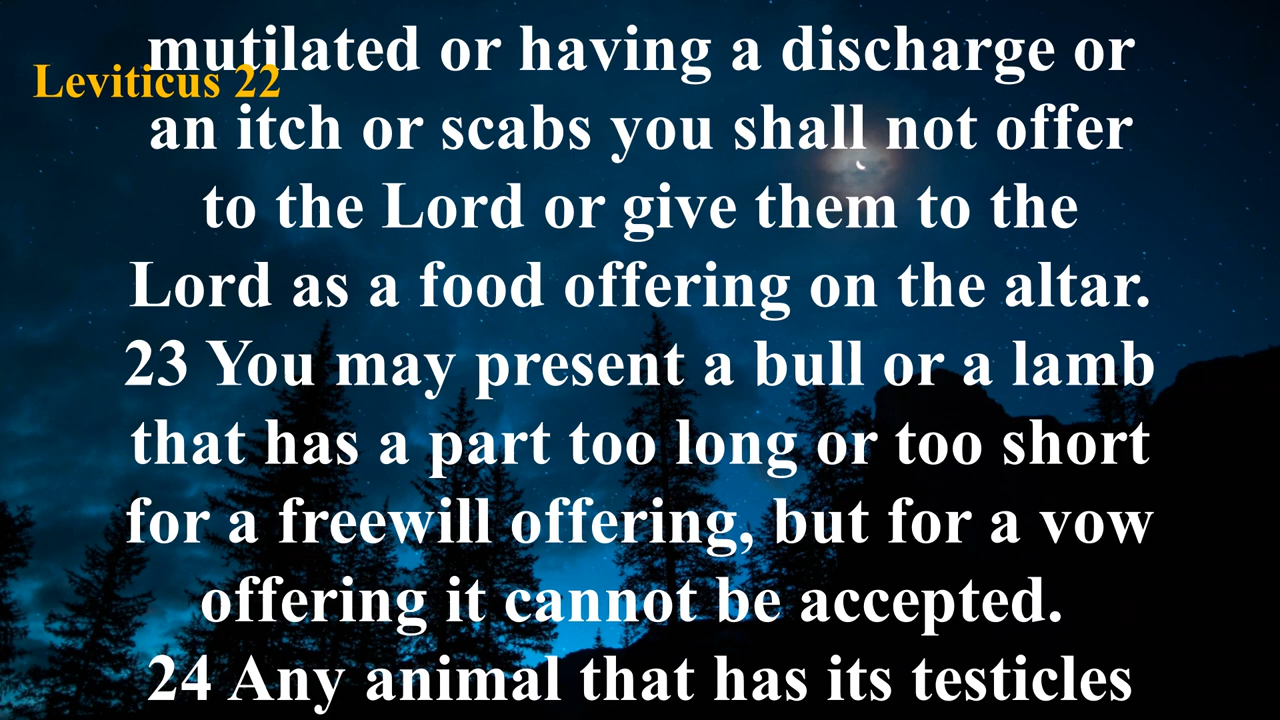 mutilated or having a discharge or
Leviticus 22
an itch or scabs you shall not offer
to the Lord or give them to the
Lord as a food offering on the altar.
23 You may present a bull or a lamb
that has a part too long or too short
for a freewill offering, but for a vow
offering it cannot be accepted.
24 Any animal that has its testicles